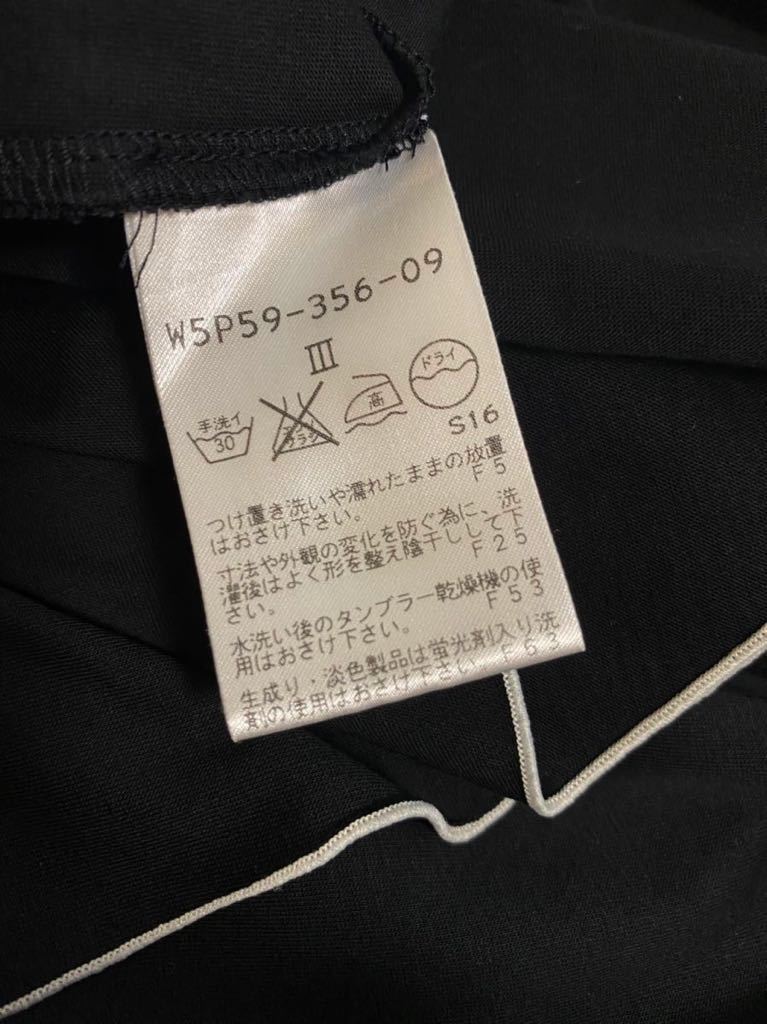 W5P59-356-09
III
手洗イ 30 エンソサラシ 高 ドライ
S16
つけ置き洗いや濡れたままの放置
はおさけ下さい。 F5
寸法や外観の変化を防ぐ為に、洗
濯後はよく形を整え陰干しして下
さい。 F25
水洗い後のタンブラー乾燥機の使
用はおさけ下さい。 F53
生成り・淡色製品は蛍光剤入り洗
剤の使用はおさけ下さい。